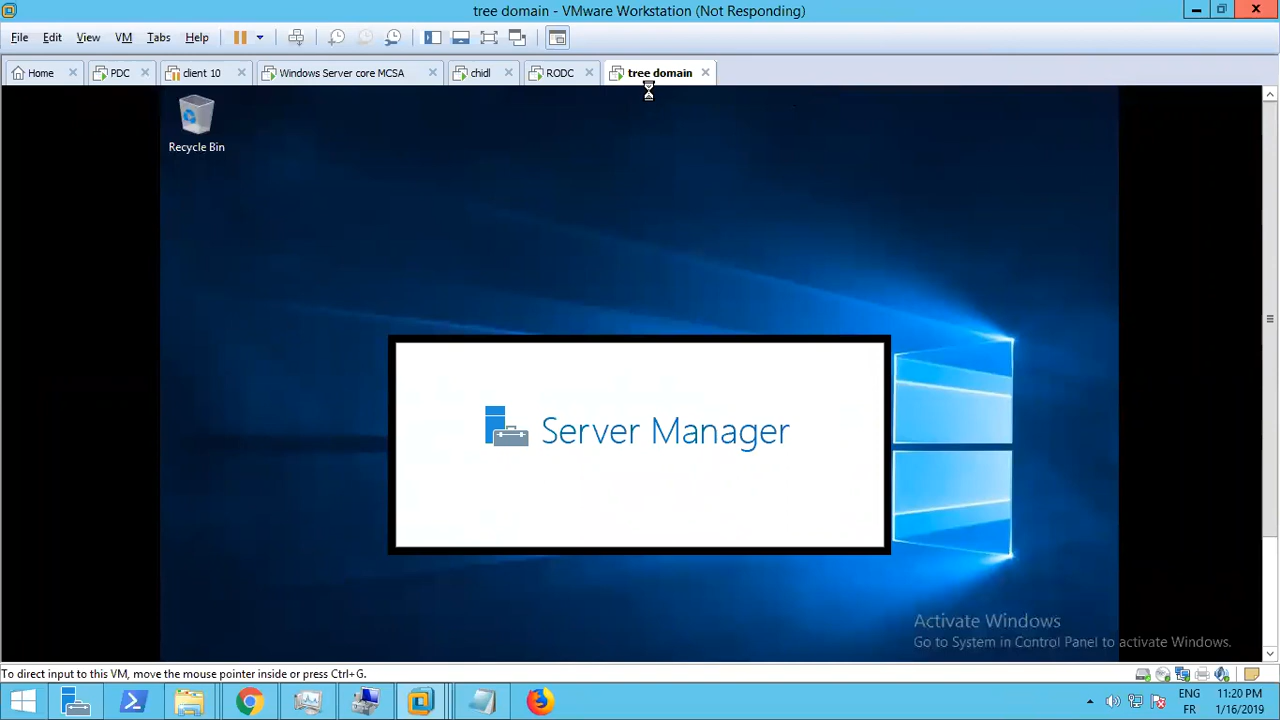 tree domain - VMware Workstation (Not Responding)
File Edit View VM Tabs Help
Home PDC client 10 Windows Server core MCSA chidl RODC tree domain
Recycle Bin
Server Manager
Activate Windows
Go to System in Control Panel to activate Windows.
To direct input to this VM, move the mouse pointer inside or press Ctrl+G.
ENG 11:20 PM
FR 1/16/2019